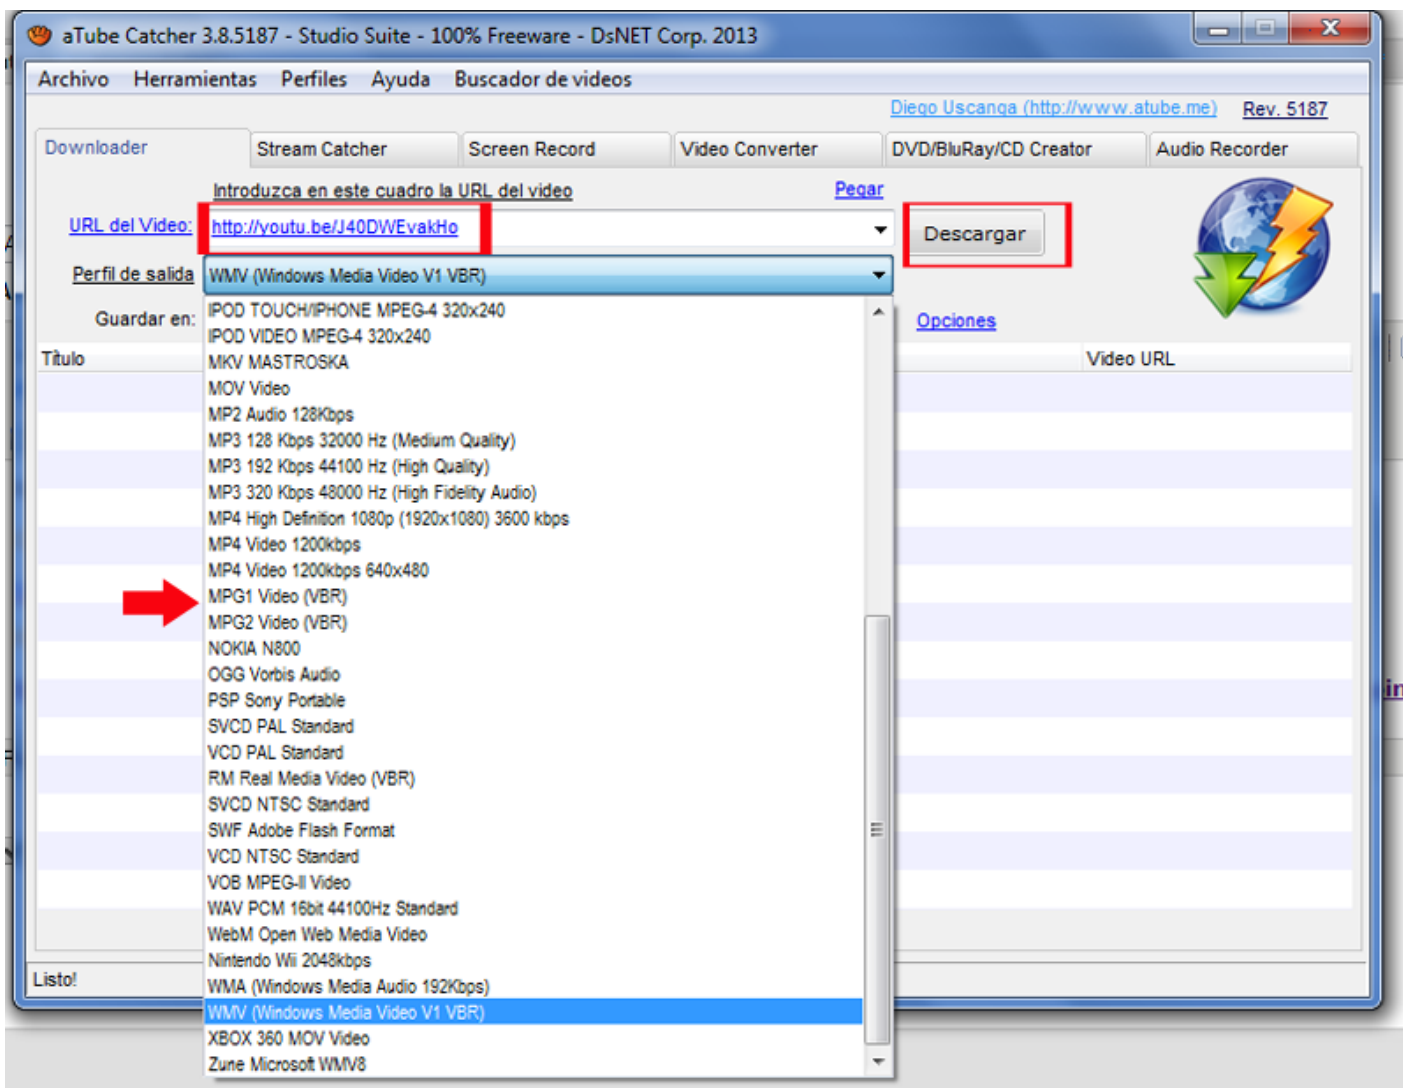 aTube Catcher 3.8.5187 - Studio Suite - 100% Freeware - DsNET Corp. 2013
Archivo Herramientas Perfiles Ayuda Buscador de videos
Diego Uscanga (http://www.atube.me) Rev. 5187
Downloader Stream Catcher Screen Record Video Converter DVD/BluRay/CD Creator Audio Recorder
Introduzca en este cuadro la URL del video Pegar
URL del Video: http://youtu.be/J40DWEvakHo Descargar
Perfil de salida WMV (Windows Media Video V1 VBR)
Guardar en: Opciones
Título Video URL
IPOD TOUCH/IPHONE MPEG-4 320x240
IPOD VIDEO MPEG-4 320x240
MKV MASTROSKA
MOV Video
MP2 Audio 128Kbps
MP3 128 Kbps 32000 Hz (Medium Quality)
MP3 192 Kbps 44100 Hz (High Quality)
MP3 320 Kbps 48000 Hz (High Fidelity Audio)
MP4 High Definition 1080p (1920x1080) 3600 kbps
MP4 Video 1200kbps
MP4 Video 1200kbps 640x480
MPG1 Video (VBR)
MPG2 Video (VBR)
NOKIA N800
OGG Vorbis Audio
PSP Sony Portable
SVCD PAL Standard
VCD PAL Standard
RM Real Media Video (VBR)
SVCD NTSC Standard
SWF Adobe Flash Format
VCD NTSC Standard
VOB MPEG-II Video
WAV PCM 16bit 44100Hz Standard
WebM Open Web Media Video
Nintendo Wii 2048kbps
WMA (Windows Media Audio 192Kbps)
WMV (Windows Media Video V1 VBR)
XBOX 360 MOV Video
Zune Microsoft WMV8
Listo!